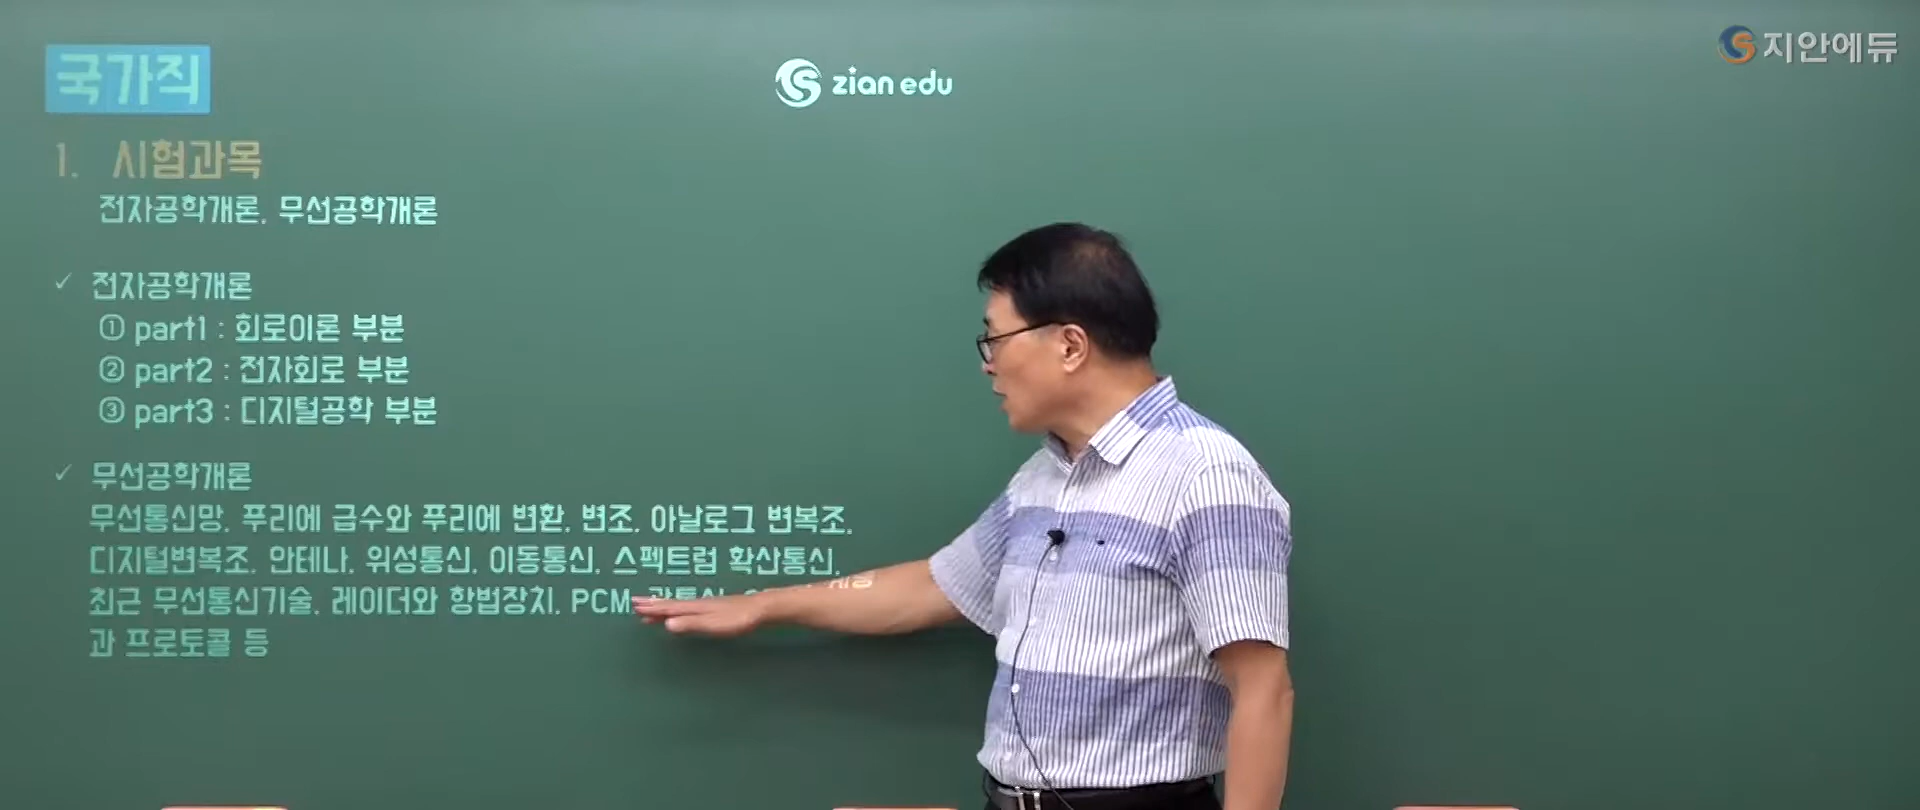 국가직
zian edu
지안에듀
1. 시험과목
전자공학개론, 무선공학개론
✓ 전자공학개론
① part1 : 회로이론 부분
② part2 : 전자회로 부분
③ part3 : 디지털공학 부분
✓ 무선공학개론
무선통신망, 푸리에 급수와 푸리에 변환, 변조, 아날로그 변복조,
디지털변복조, 안테나, 위성통신, 이동통신, 스펙트럼 확산통신,
최근 무선통신기술, 레이더와 항법장치, PCM,
과 프로토콜 등